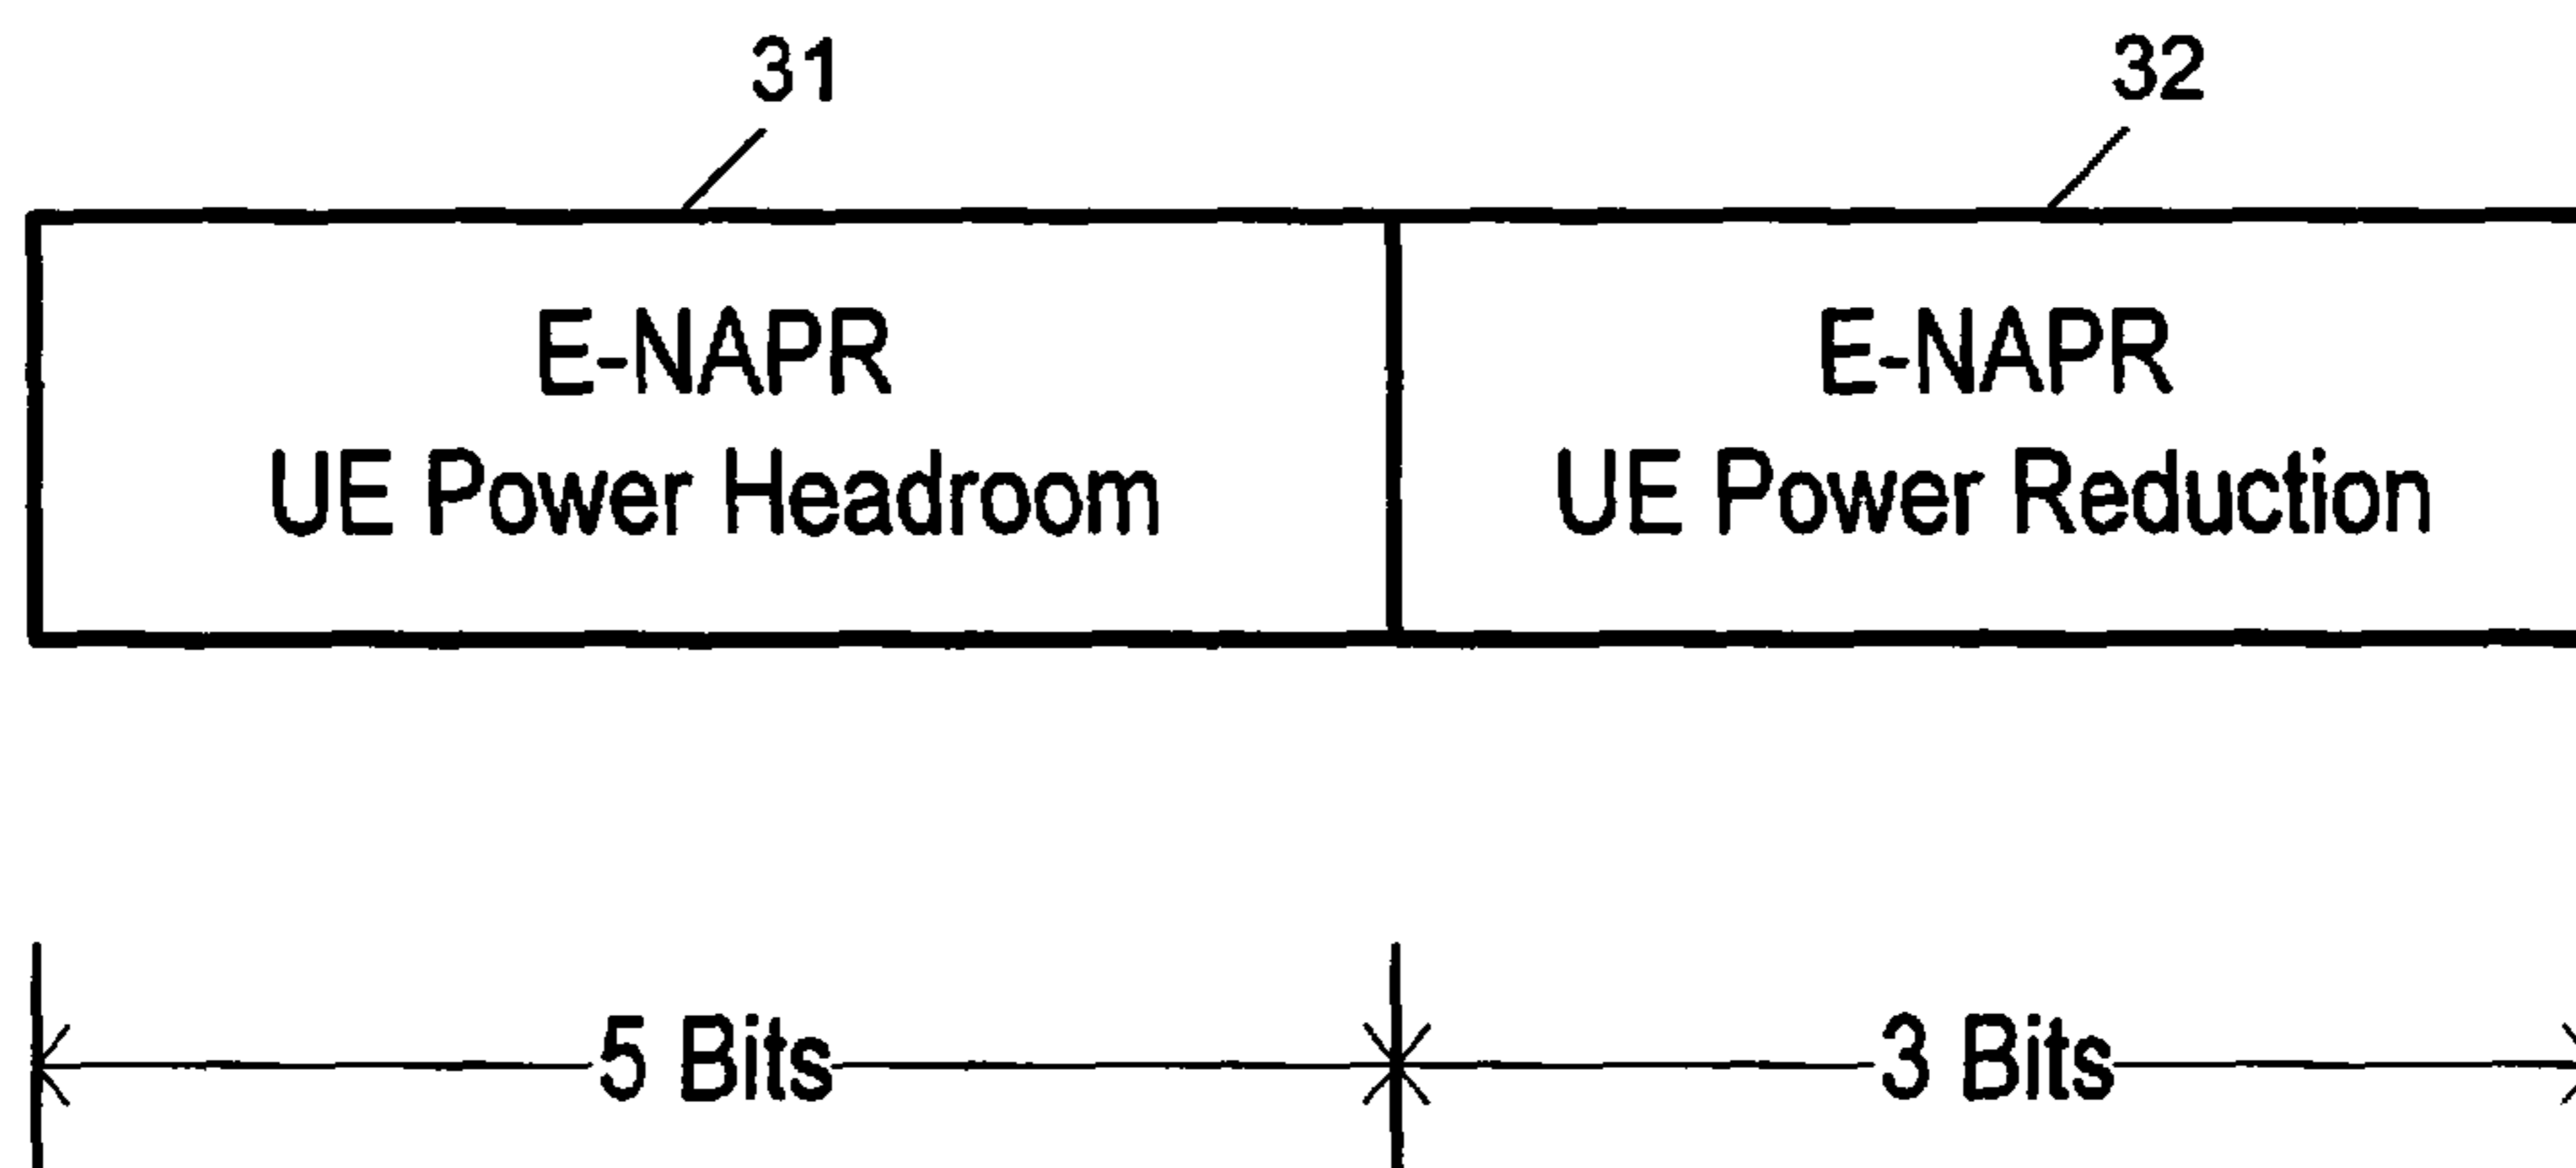 31
32
E-NAPR
UE Power Headroom
E-NAPR
UE Power Reduction
5 Bits
3 Bits